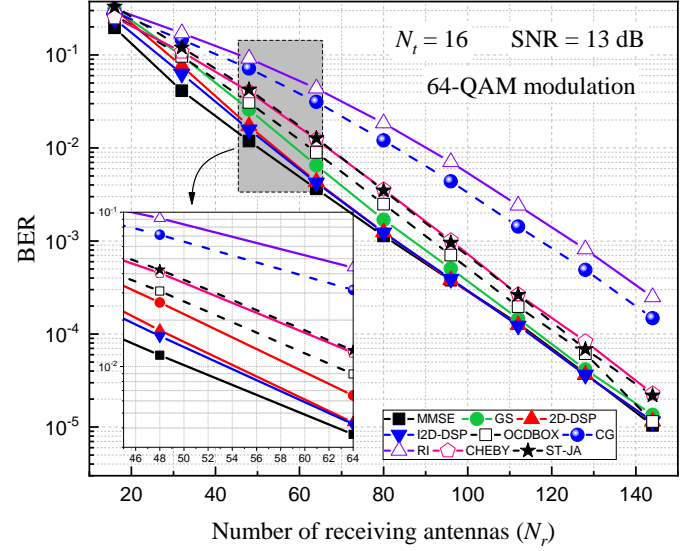 N_t = 16 SNR = 13 dB
64-QAM modulation
10^{-1}
10^{-2}
10^{-3}
10^{-4}
10^{-5}
BER
10^{-1}
10^{-2}
46 48 50 52 54 56 58 60 62 64
MMSE GS 2D-DSP
I2D-DSP OCDBOX CG
RI CHEBY ST-JA
20 40 60 80 100 120 140
Number of receiving antennas (N_r)